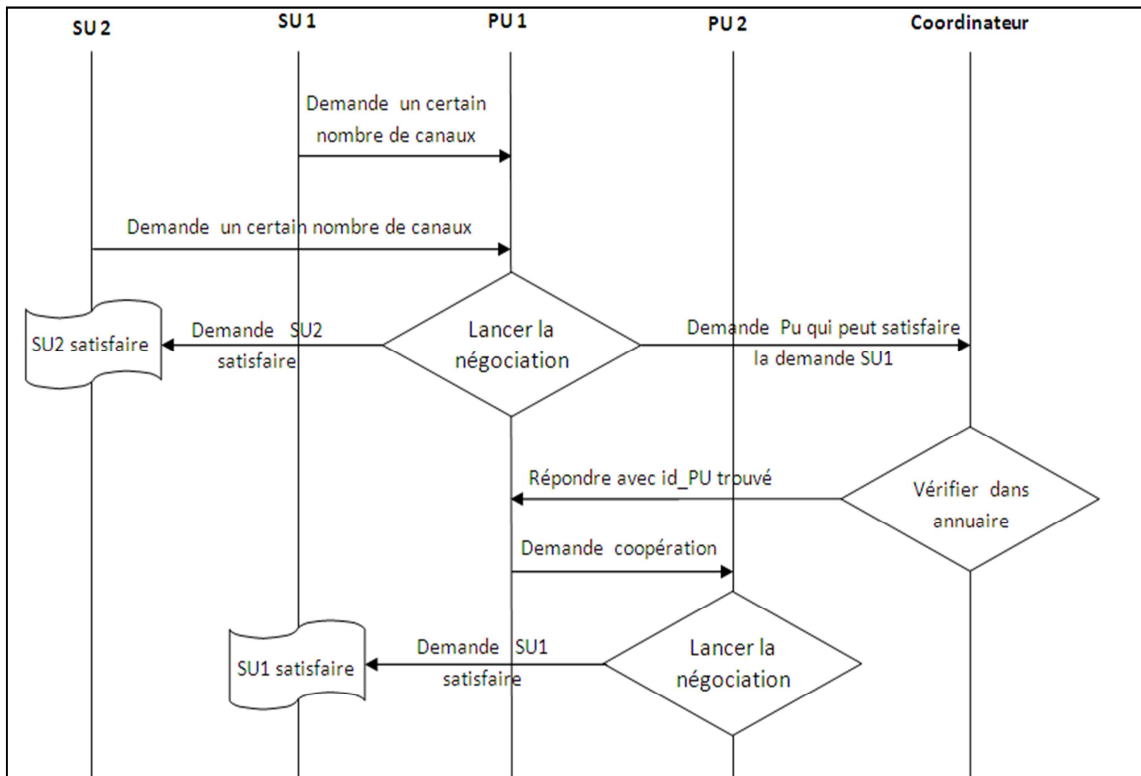 SU 2
SU 1
PU 1
PU 2
Coordinateur
Demande un certain
nombre de canaux
Demande un certain nombre de canaux
SU2 satisfaire
Demande SU2
satisfaire
Lancer la
négociation
Demande Pu qui peut satisfaire
la demande SU1
Répondre avec id_PU trouvé
Vérifier dans
annuaire
Demande coopération
SU1 satisfaire
Demande SU1
satisfaire
Lancer la
négociation